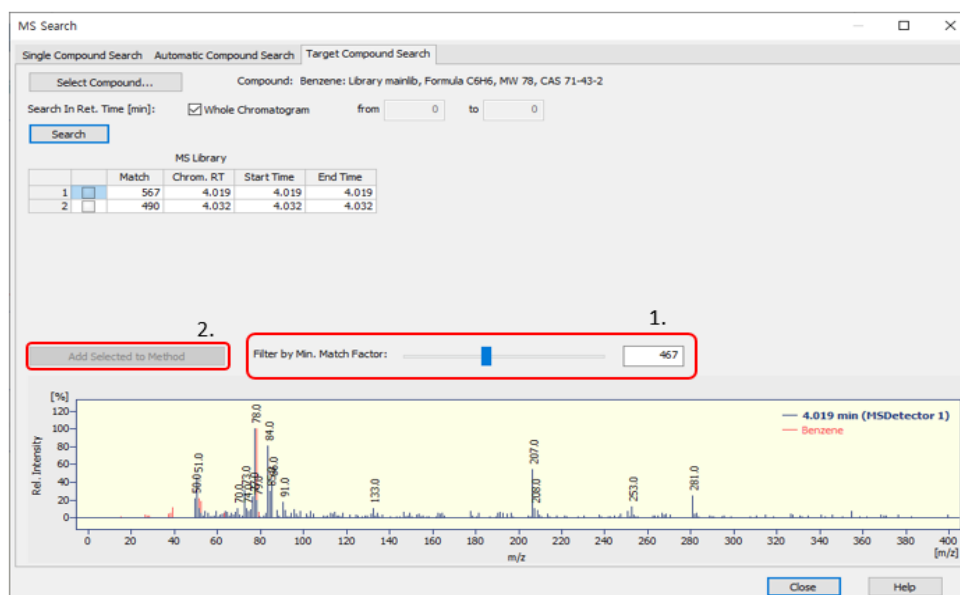 MS Search
Single Compound Search Automatic Compound Search Target Compound Search
Select Compound... Compound: Benzene: Library mainlib, Formula C6H6, MW 78, CAS 71-43-2
Search In Ret. Time [min]: Whole Chromatogram from 0 to 0
Search
MS Library
Match Chrom. RT Start Time End Time
1 567 4.019 4.019 4.019
2 490 4.032 4.032 4.032
2. 1.
Add Selected to Method Filter by Min. Match Factor: 467
[%]
Rel. Intensity
120
100
80
60
40
20
0
4.019 min (MSDetector 1)
Benzene
50.0 51.0 70.0 73.0 78.0 79.0 84.0 91.0 133.0 207.0 208.0 253.0 281.0
0 20 40 60 80 100 120 140 160 180 200 220 240 260 280 300 320 340 360 380 400
m/z [m/z]
Close Help